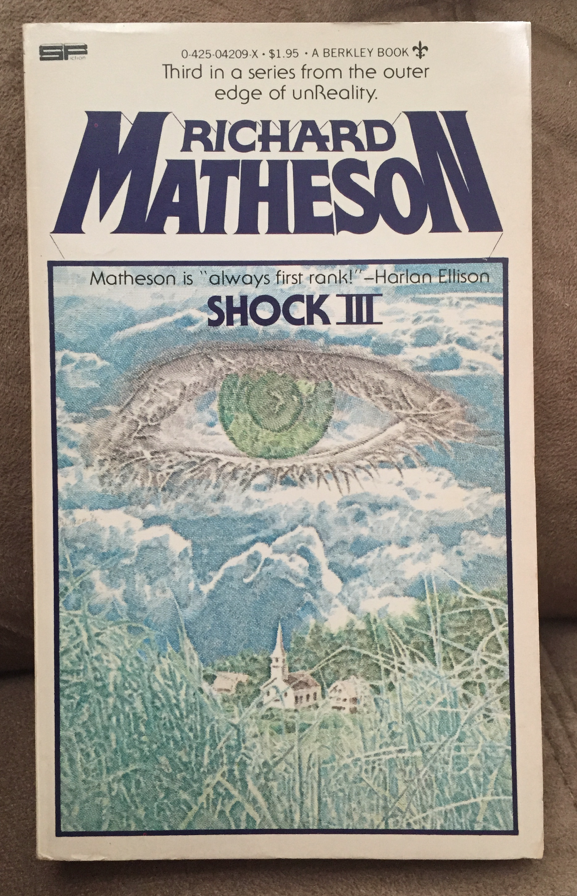 SF
iction
0-425-04209-X • $1.95 • A BERKLEY BOOK
Third in a series from the outer
edge of unReality.
RICHARD
MATHESON
Matheson is "always first rank!"—Harlan Ellison
SHOCK III